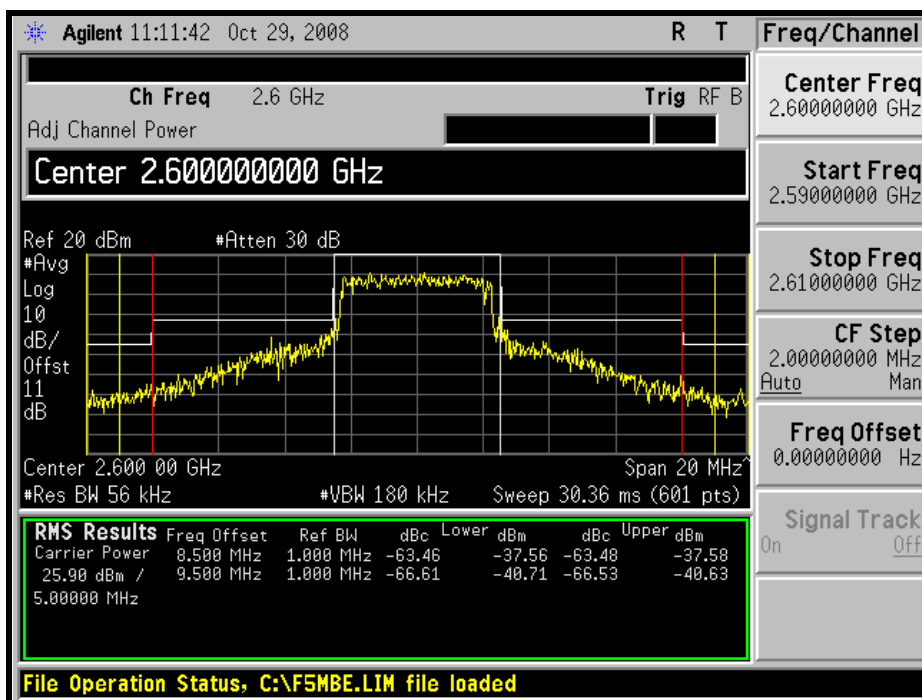 Agilent 11:11:42 Oct 29, 2008 R T
Freq/Channel
Ch Freq 2.6 GHz Trig RF B
Adj Channel Power
Center 2.600000000 GHz
Center Freq
2.60000000 GHz
Start Freq
2.59000000 GHz
Stop Freq
2.61000000 GHz
CF Step
2.00000000 MHz
Auto Man
Freq Offset
0.00000000 Hz
Signal Track
On Off
Ref 20 dBm #Atten 30 dB
#Avg
Log
10
dB/
Offst
11
dB
Center 2.600 00 GHz Span 20 MHz^
#Res BW 56 kHz #VBW 180 kHz Sweep 30.36 ms (601 pts)
RMS Results Freq Offset Ref BW dBc Lower dBm dBc Upper dBm
Carrier Power 8.500 MHz 1.000 MHz -63.46 -37.56 -63.48 -37.58
25.90 dBm / 9.500 MHz 1.000 MHz -66.61 -40.71 -66.53 -40.63
5.00000 MHz
File Operation Status, C:\F5MBE.LIM file loaded